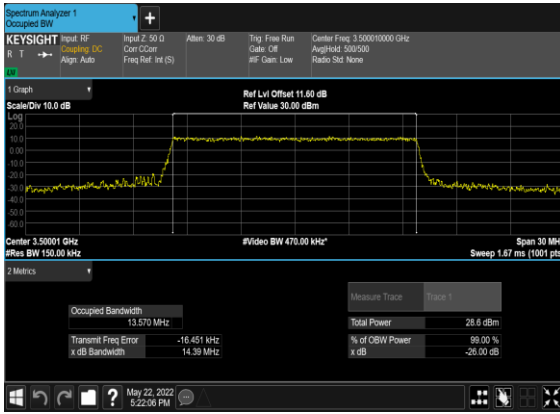 Spectrum Analyzer 1
Occupied BW
+
KEYSIGHT Input: RF Input Z: 50 Ω Atten: 30 dB Trig: Free Run Center Freq: 3.500010000 GHz
R T Coupling: DC Corr CCorr Gate: Off Avg|Hold: 500/500
Align: Auto Freq Ref: Int (S) #IF Gain: Low Radio Std: None
1 Graph
Ref Lvl Offset 11.60 dB
Scale/Div 10.0 dB Ref Value 30.00 dBm
Log
20.0
10.0
0.00
-10.0
-20.0
-30.0
-40.0
-50.0
-60.0
Center 3.50001 GHz #Video BW 470.00 kHz* Span 30 MH
#Res BW 150.00 kHz Sweep 1.67 ms (1001 pts
2 Metrics
Measure Trace Trace 1
Occupied Bandwidth
13.570 MHz Total Power 28.6 dBm
Transmit Freq Error -16.451 kHz % of OBW Power 99.00 %
x dB Bandwidth 14.39 MHz x dB -26.00 dB
?
May 22, 2022
5:22:06 PM